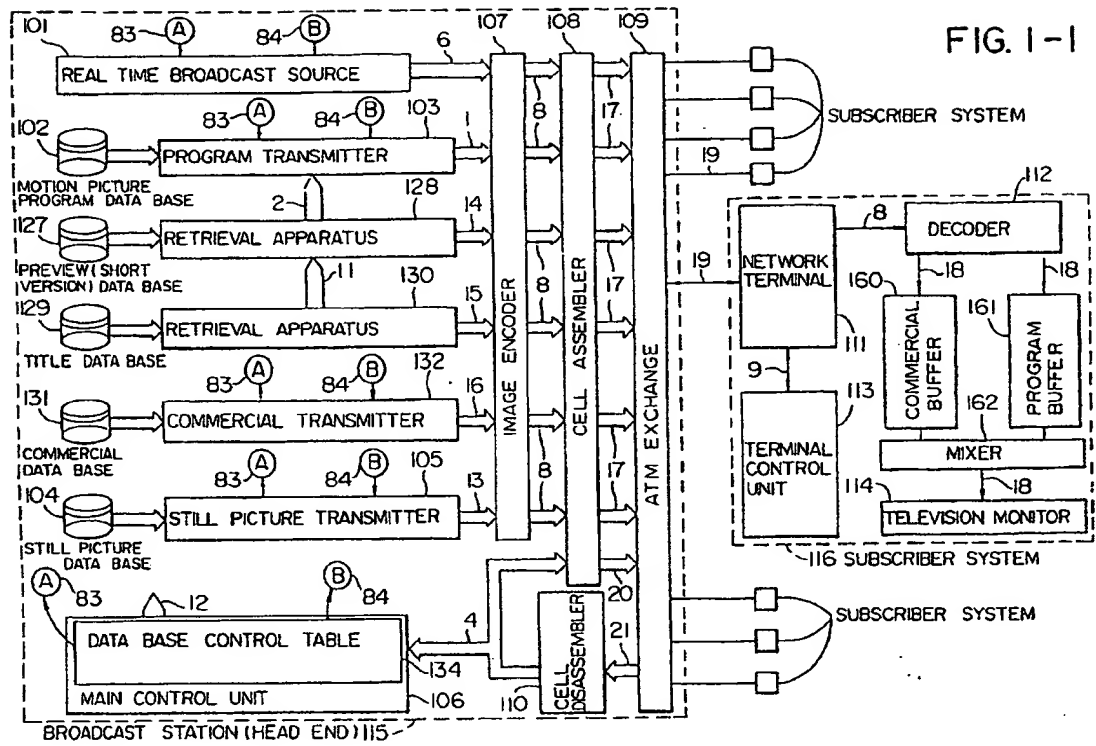 FIG. 1-1
101
83 A
84 B
6
107
108
109
REAL TIME BROADCAST SOURCE
8
17
SUBSCRIBER SYSTEM
102
83 A
84 B
103
1
PROGRAM TRANSMITTER
8
17
19
MOTION PICTURE
PROGRAM DATA BASE
2
128
127
RETRIEVAL APPARATUS
14
PREVIEW (SHORT
VERSION) DATA BASE
11
130
129
RETRIEVAL APPARATUS
15
8
17
TITLE DATA BASE
IMAGE ENCODER
CELL ASSEMBLER
ATM EXCHANGE
19
NETWORK
TERMINAL
111
8
112
DECODER
18
18
160
COMMERCIAL
BUFFER
161
PROGRAM
BUFFER
9
113
TERMINAL
CONTROL
UNIT
162
MIXER
18
114
TELEVISION MONITOR
116 SUBSCRIBER SYSTEM
131
83 A
84 B
132
COMMERCIAL TRANSMITTER
16
8
17
COMMERCIAL
DATA BASE
104
83 A
84 B
105
STILL PICTURE TRANSMITTER
13
STILL PICTURE
DATA BASE
A
83
12
B
84
DATA BASE CONTROL TABLE
134
MAIN CONTROL UNIT
106
4
20
21
CELL
DISASSEMBLER
110
SUBSCRIBER SYSTEM
BROADCAST STATION (HEAD END) 115